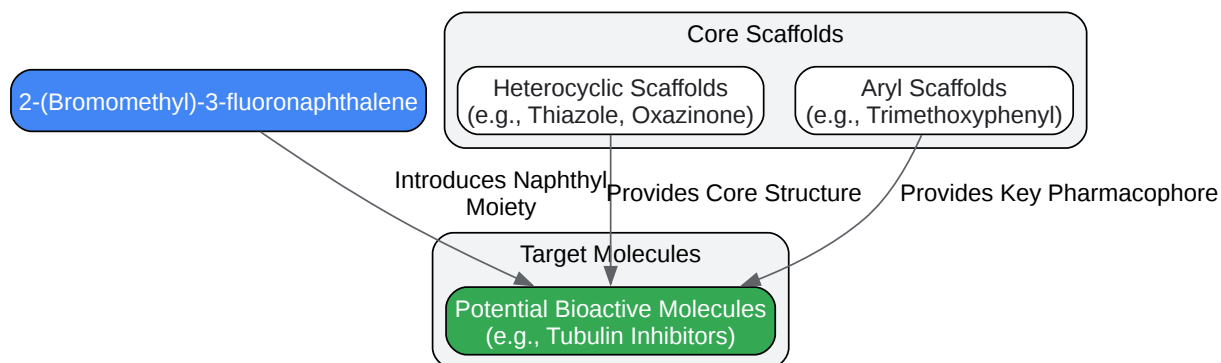 Core Scaffolds
2-(Bromomethyl)-3-fluoronaphthalene
Heterocyclic Scaffolds
(e.g., Thiazole, Oxazinone)
Aryl Scaffolds
(e.g., Trimethoxyphenyl)
Introduces Naphthyl
Moiety
Provides Core Structure
Provides Key Pharmacophore
Target Molecules
Potential Bioactive Molecules
(e.g., Tubulin Inhibitors)